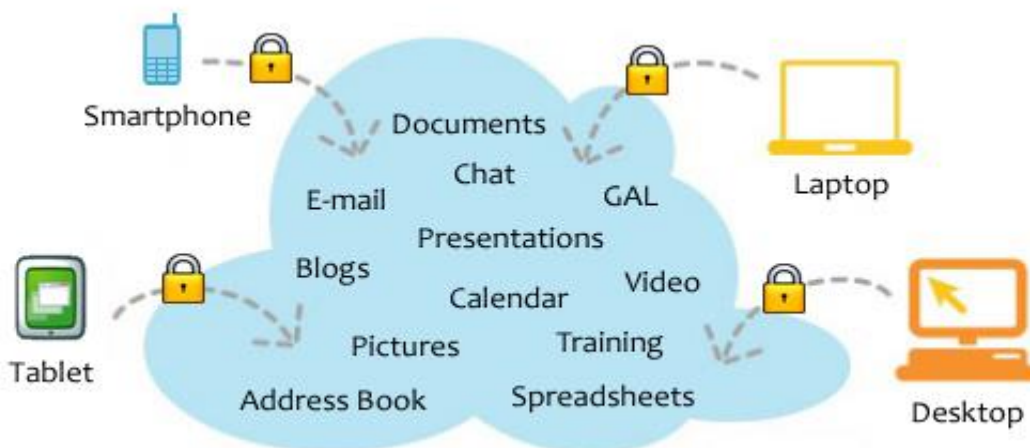 Smartphone
Documents
Chat
E-mail
GAL
Laptop
Presentations
Blogs
Video
Calendar
Tablet
Pictures
Training
Address Book
Spreadsheets
Desktop